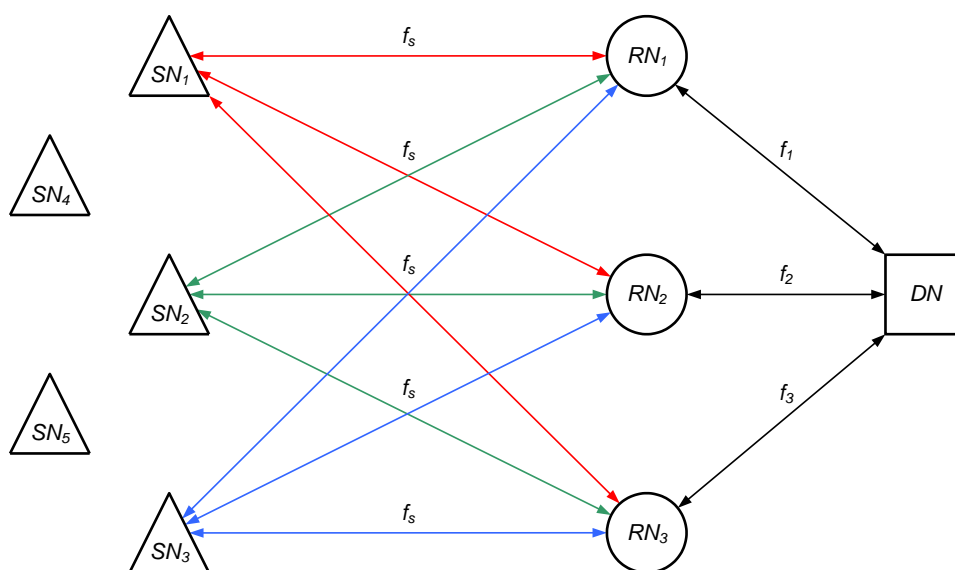 f_s
SN_1
RN_1
f_s
f_1
SN_4
f_s
f_2
SN_2
RN_2
DN
f_s
f_3
SN_5
f_s
SN_3
RN_3